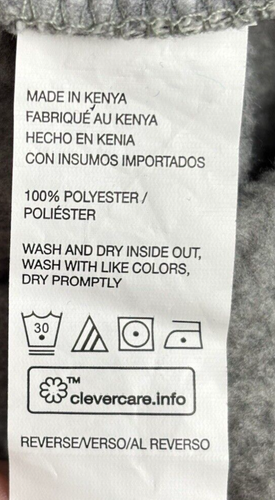 MADE IN KENYA
FABRIQUÉ AU KENYA
HECHO EN KENIA
CON INSUMOS IMPORTADOS
100% POLYESTER /
POLIÉSTER
WASH AND DRY INSIDE OUT,
WASH WITH LIKE COLORS,
DRY PROMPTLY
30
TM
clevercare.info
REVERSE/VERSO/AL REVERSO